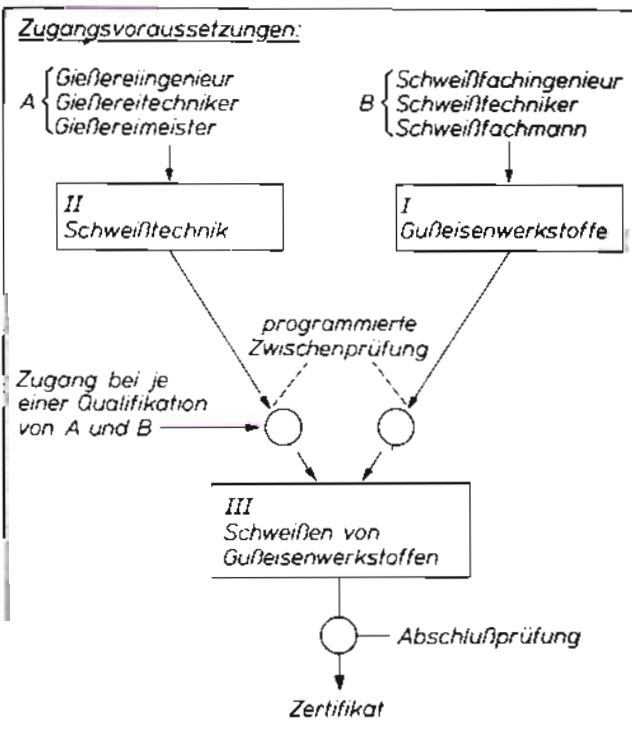 Zugangsvoraussetzungen:
A
Gießereiingenieur
Gießereitechniker
Gießereimeister
B
Schweißfachingenieur
Schweißtechniker
Schweißfachmann
II
Schweißtechnik
I
Gußeisenwerkstoffe
programmierte
Zwischenprüfung
Zugang bei je
einer Qualifikation
von A und B
III
Schweißen von
Gußeisenwerkstoffen
Abschlußprüfung
Zertifikat